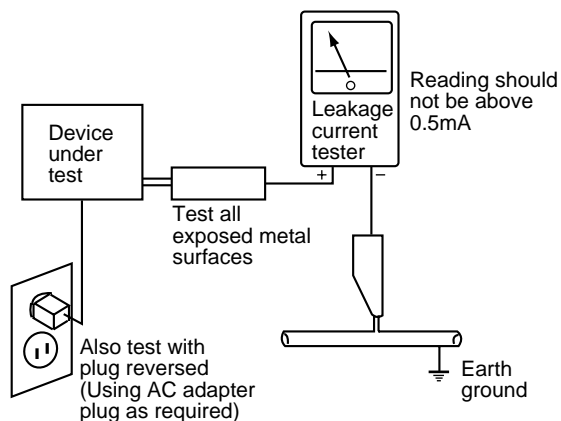 Device
under
test
Leakage
current
tester
+ −
Reading should
not be above
0.5mA
Test all
exposed metal
surfaces
Also test with
plug reversed
(Using AC adapter
plug as required)
Earth
ground